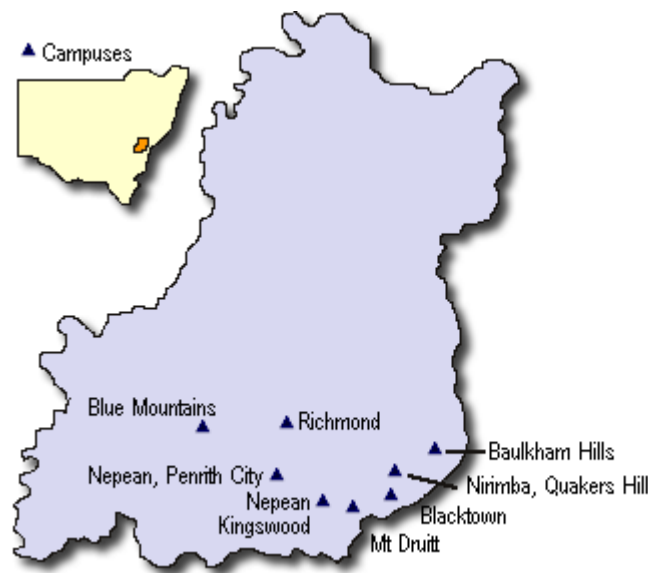 Campuses
Blue Mountains
Richmond
Baulkham Hills
Nepean, Penrith City
Nirimba, Quakers Hill
Nepean
Kingswood
Blacktown
Mt Druitt